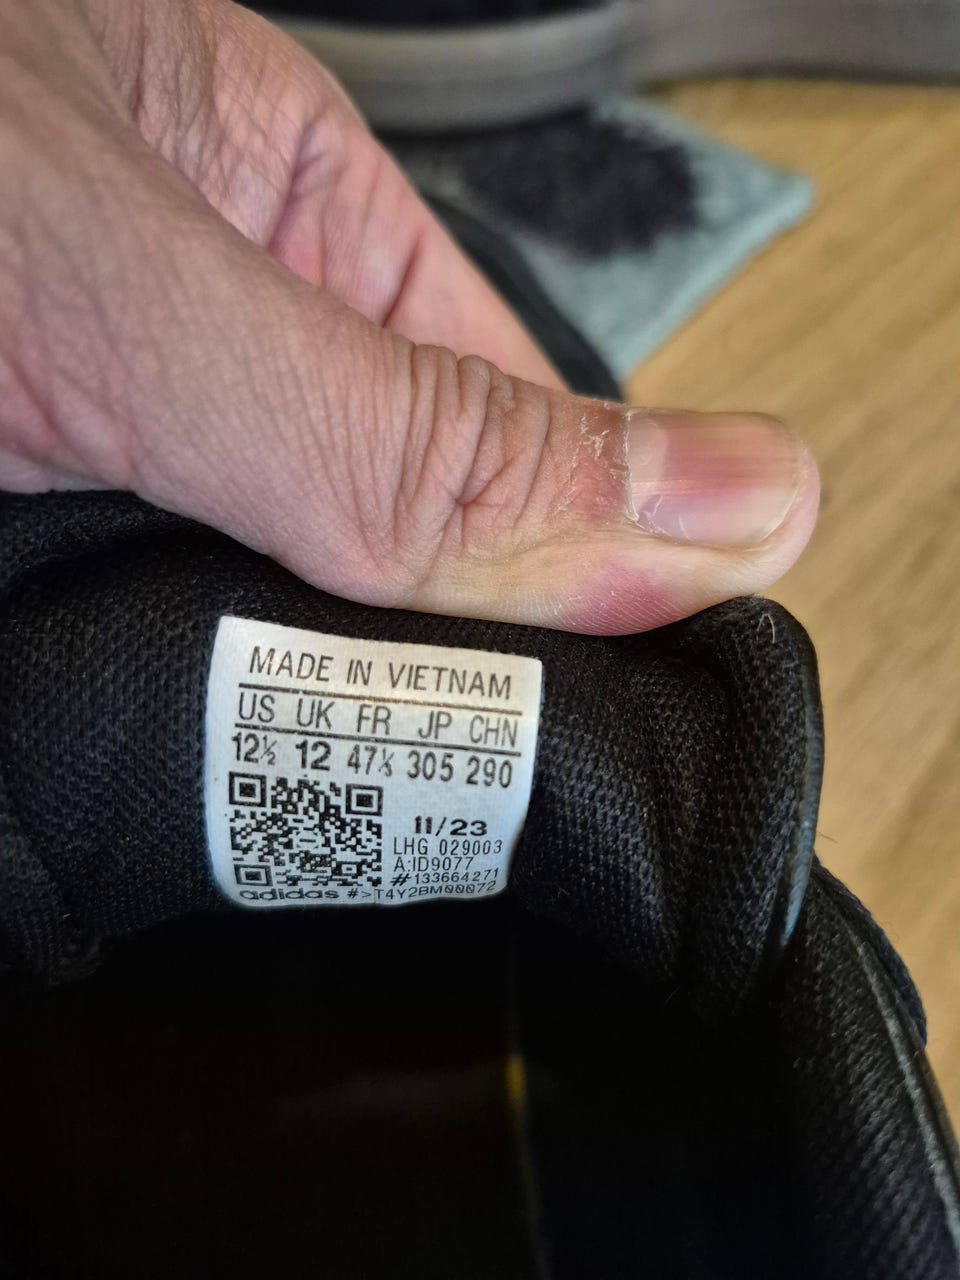 MADE IN VIETNAM
US UK FR JP CHN
12½ 12 47⅓ 305 290
11/23
LHG 029003
A:ID9077
#133664271
adidas #>T4Y2BM00072